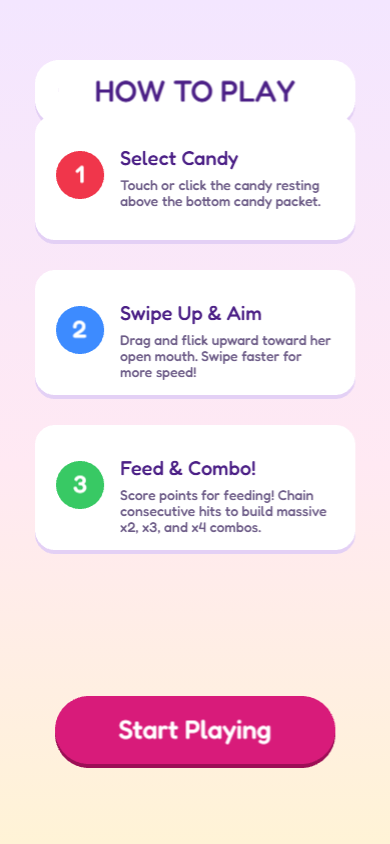 HOW TO PLAY
1
Select Candy
Touch or click the candy resting
above the bottom candy packet.
2
Swipe Up & Aim
Drag and flick upward toward her
open mouth. Swipe faster for
more speed!
3
Feed & Combo!
Score points for feeding! Chain
consecutive hits to build massive
x2, x3, and x4 combos.
Start Playing